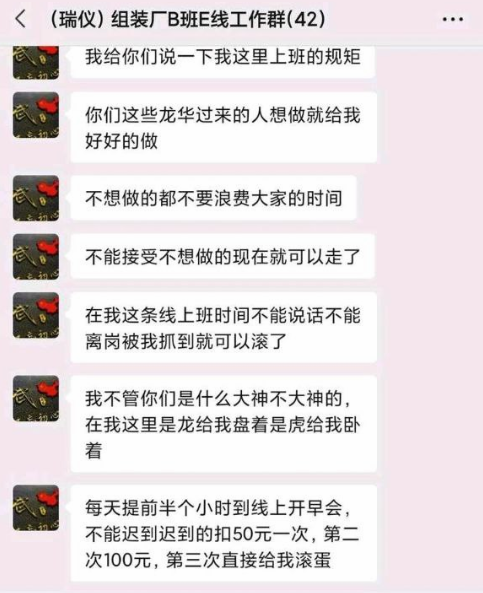 （瑞仪）组装厂B班E线工作群(42)
我给你们说一下我这里上班的规矩
你们这些龙华过来的人想做就给我
好好的做
不想做的都不要浪费大家的时间
不能接受不想做的现在就可以走了
在我这条线上班时间不能说话不能
离岗被我抓到就可以滚了
我不管你们是什么大神不大神的，
在我这里是龙给我盘着是虎给我卧
着
每天提前半个小时到线上开早会，
不能迟到迟到的扣50元一次，第二
次100元，第三次直接给我滚蛋